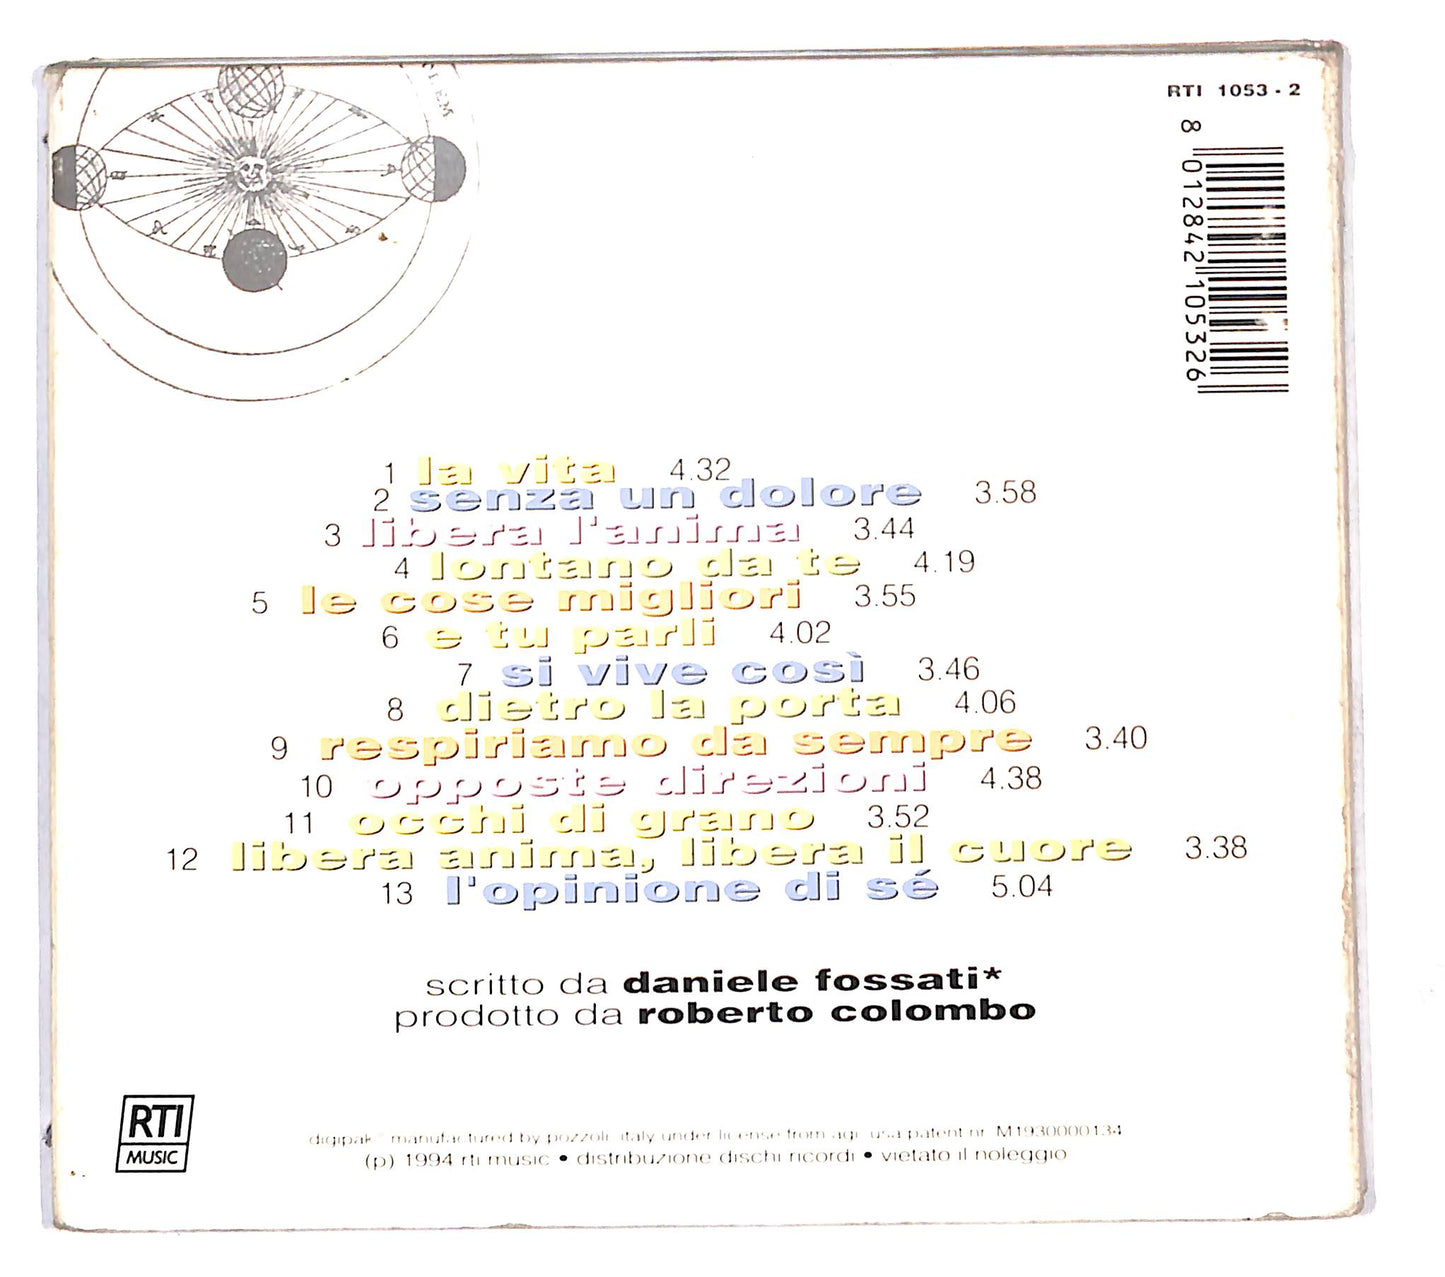 RTI 1053 - 2
8 012842 105326
1 la vita 4.32
2 senza un dolore 3.58
3 libera l'anima 3.44
4 lontano da te 4.19
5 le cose migliori 3.55
6 e tu parli 4.02
7 si vive così 3.46
8 dietro la porta 4.06
9 respiriamo da sempre 3.40
10 opposte direzioni 4.38
11 occhi di grano 3.52
12 libera anima, libera il cuore 3.38
13 l'opinione di sé 5.04
scritto da daniele fossati*
prodotto da roberto colombo
RTI
MUSIC
digipak manufactured by pozzoli italy under license from agi usa patent nr. M1930000134
(p) 1994 rti music • distribuzione dischi ricordi • vietato il noleggio